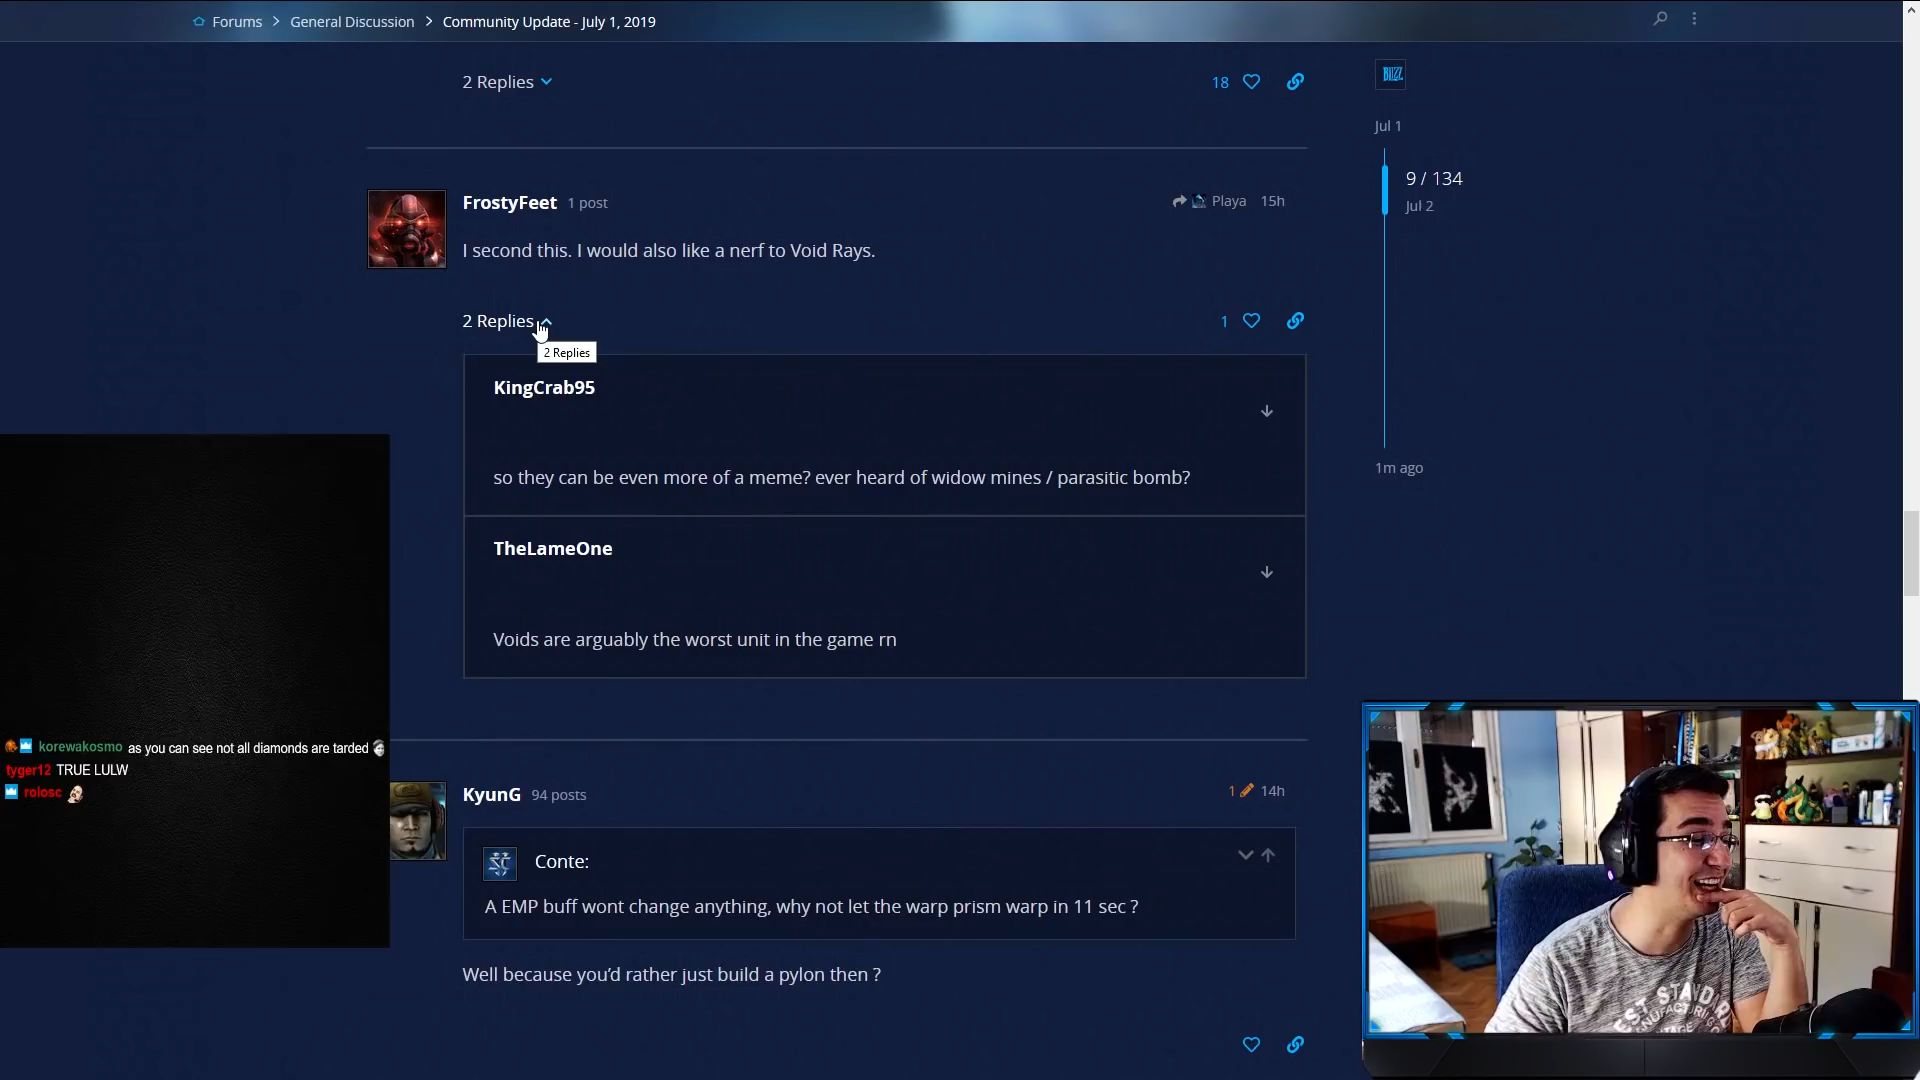 Forums > General Discussion > Community Update - July 1, 2019
2 Replies
18
BLIZZ
Jul 1
9 / 134
Jul 2
1m ago
FrostyFeet 1 post
Playa 15h
I second this. I would also like a nerf to Void Rays.
2 Replies
1
2 Replies
KingCrab95
so they can be even more of a meme? ever heard of widow mines / parasitic bomb?
TheLameOne
Voids are arguably the worst unit in the game rn
korewakosmo as you can see not all diamonds are tarded
tyger12 TRUE LULW
rolosc
KyunG 94 posts
1 14h
Conte:
A EMP buff wont change anything, why not let the warp prism warp in 11 sec ?
Well because you'd rather just build a pylon then ?
EST STANDARD
MANUFACTURING